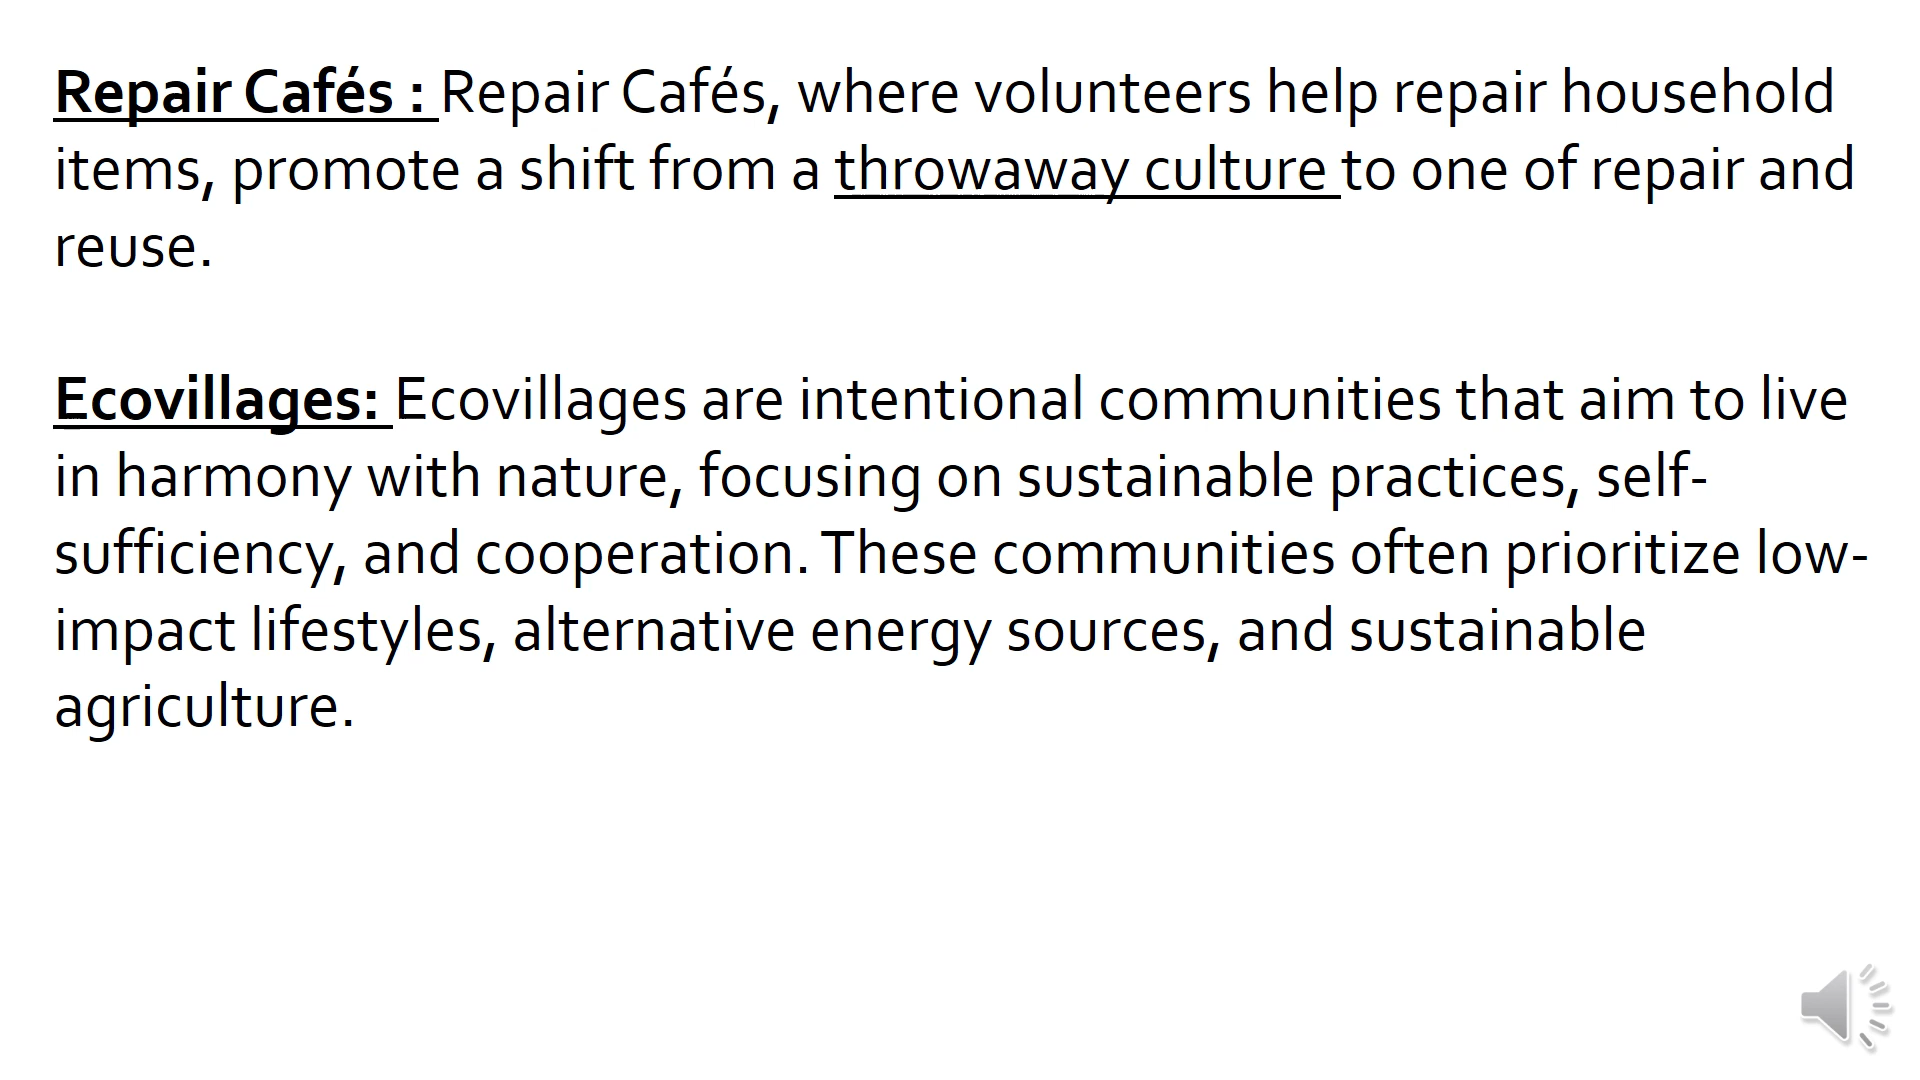 Repair Cafés : Repair Cafés, where volunteers help repair household
items, promote a shift from a throwaway culture to one of repair and
reuse.
Ecovillages: Ecovillages are intentional communities that aim to live
in harmony with nature, focusing on sustainable practices, self-
sufficiency, and cooperation. These communities often prioritize low-
impact lifestyles, alternative energy sources, and sustainable
agriculture.